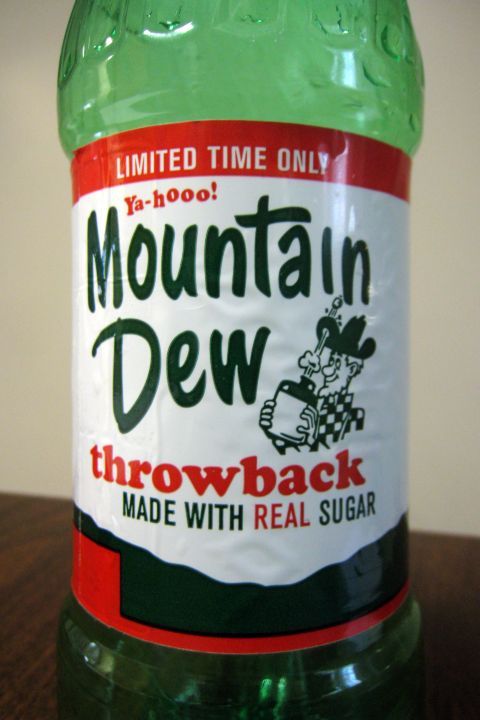 LIMITED TIME ONLY
Ya-hooo!
Mountain
Dew
throwback
MADE WITH REAL SUGAR